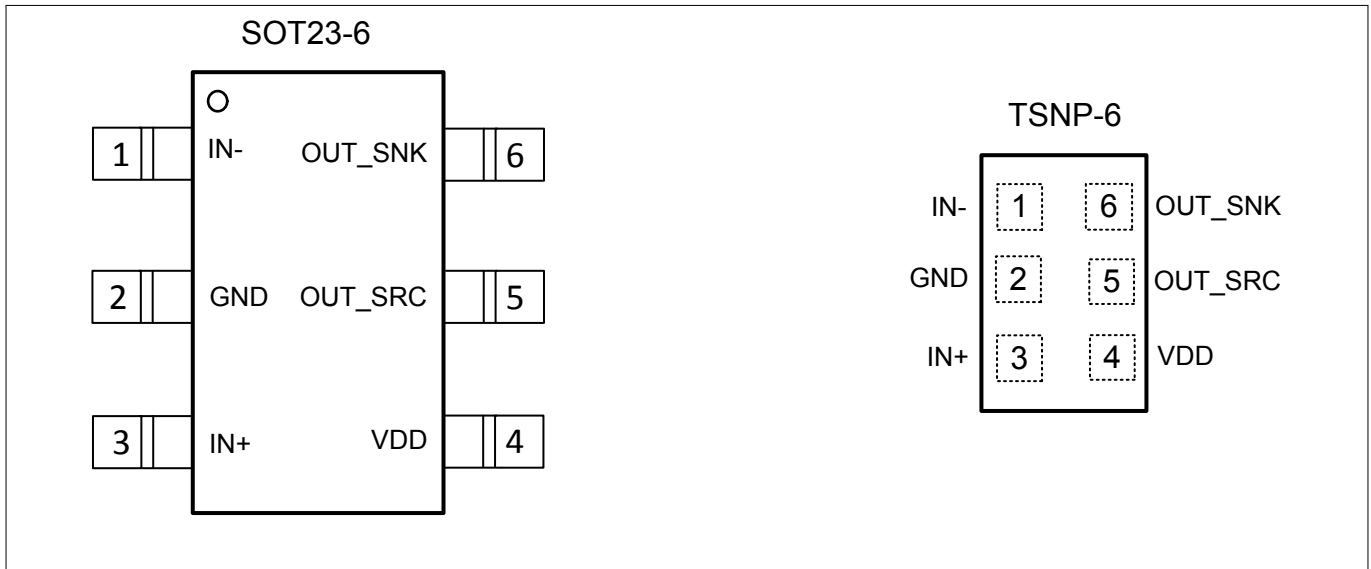 SOT23-6
1 IN- OUT_SNK 6
2 GND OUT_SRC 5
3 IN+ VDD 4
TSNP-6
IN- 1 6 OUT_SNK
GND 2 5 OUT_SRC
IN+ 3 4 VDD